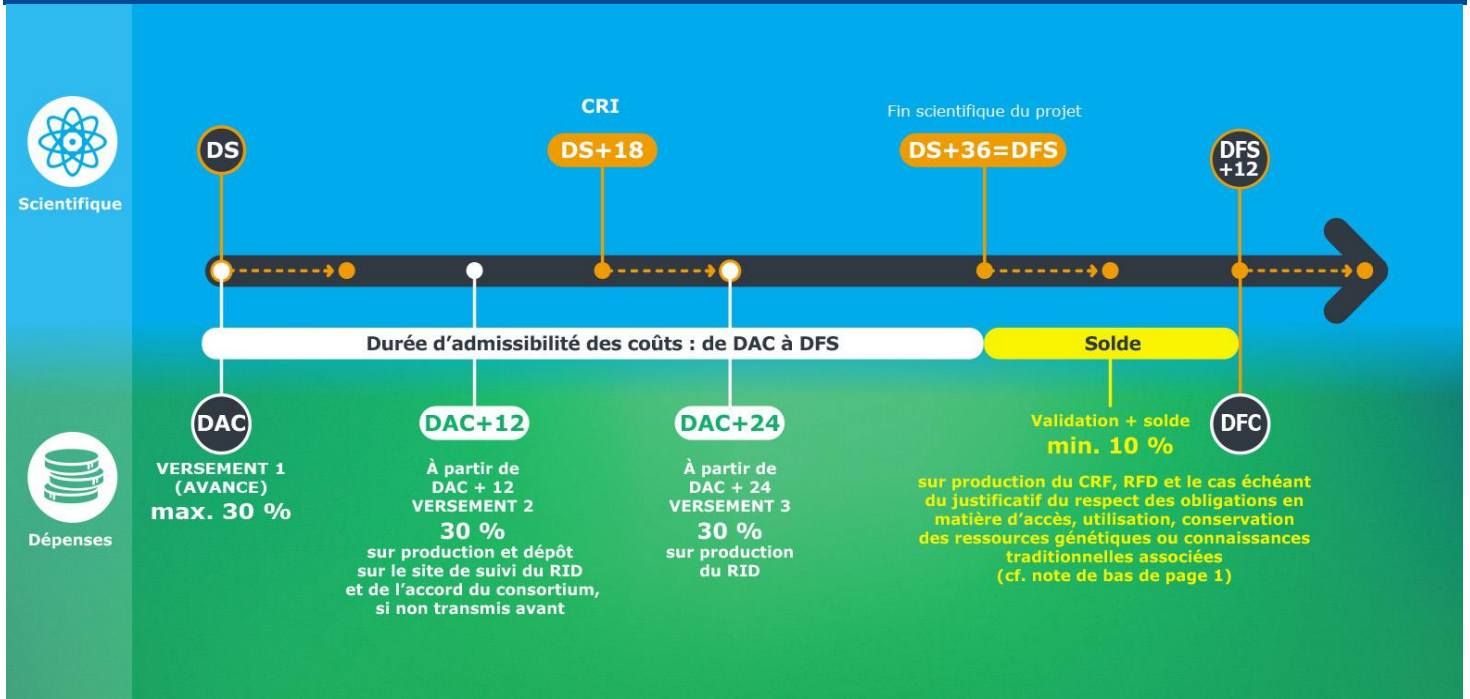 CRI
Fin scientifique du projet
DS
DS+18
DS+36=DFS
DFS
+12
Scientifique
Durée d’admissibilité des coûts : de DAC à DFS
Solde
DAC
VERSEMENT 1
(AVANCE)
max. 30 %
DAC+12
À partir de
DAC + 12
VERSEMENT 2
30 %
sur production et dépôt
sur le site de suivi du RID
et de l’accord du consortium,
si non transmis avant
DAC+24
À partir de
DAC + 24
VERSEMENT 3
30 %
sur production
du RID
Validation + solde
min. 10 %
DFC
sur production du CRF, RFD et le cas échéant
du justificatif du respect des obligations en
matière d’accès, utilisation, conservation
des ressources génétiques ou connaissances
traditionnelles associées
(cf. note de bas de page 1)
Dépenses